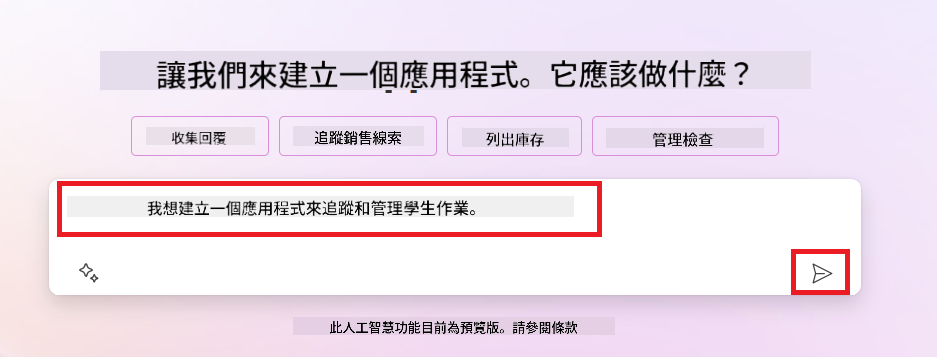 讓我們來建立一個應用程式。它應該做什麼？
收集回覆
追蹤銷售線索
列出庫存
管理檢查
我想建立一個應用程式來追蹤和管理學生作業。
此人工智慧功能目前為預覽版。請參閱條款